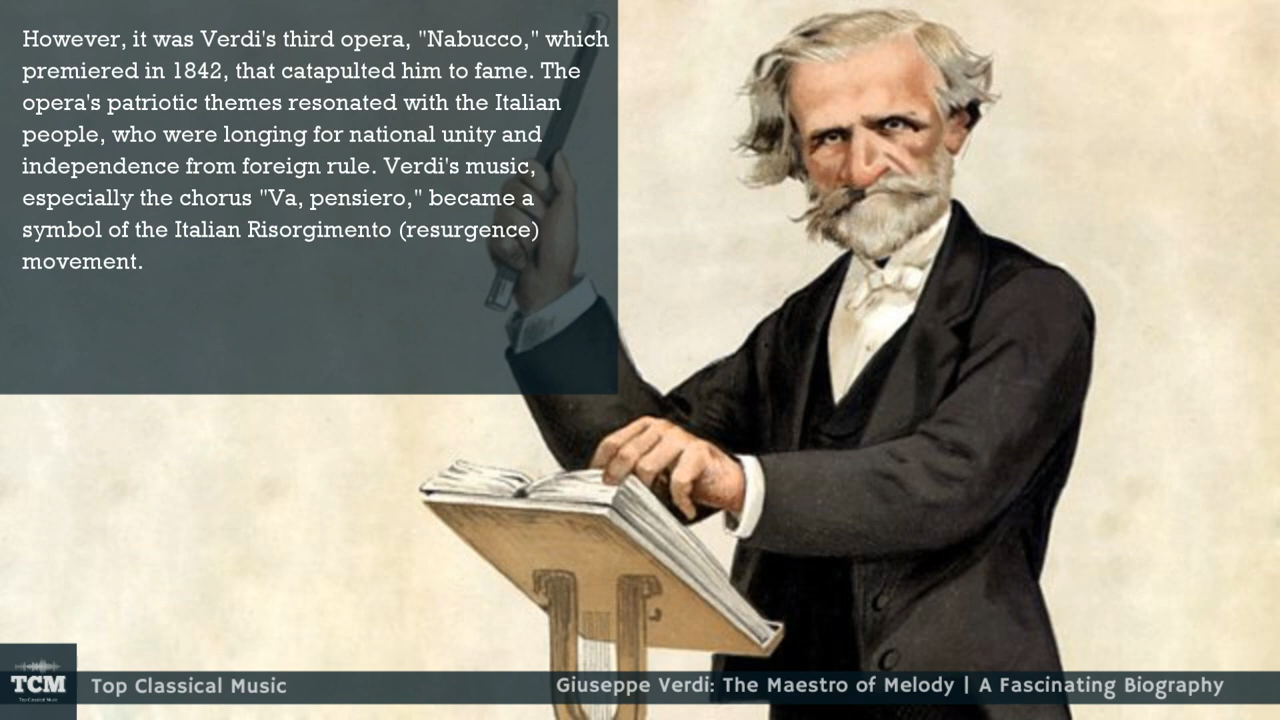 However, it was Verdi's third opera, "Nabucco," which
premiered in 1842, that catapulted him to fame. The
opera's patriotic themes resonated with the Italian
people, who were longing for national unity and
independence from foreign rule. Verdi's music,
especially the chorus "Va, pensiero," became a
symbol of the Italian Risorgimento (resurgence)
movement.
TCM
Top Classical Music
Top Classical Music
Giuseppe Verdi: The Maestro of Melody | A Fascinating Biography